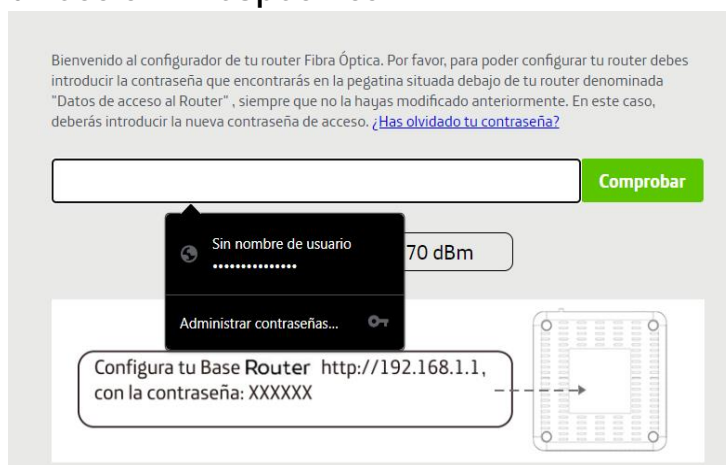 Bienvenido al configurador de tu router Fibra Óptica. Por favor, para poder configurar tu router debes
introducir la contraseña que encontrarás en la pegatina situada debajo de tu router denominada
"Datos de acceso al Router" , siempre que no la hayas modificado anteriormente. En este caso,
deberás introducir la nueva contraseña de acceso. ¿Has olvidado tu contraseña?
Comprobar
Sin nombre de usuario
•••••••••••••••
70 dBm
Administrar contraseñas...
Configura tu Base Router http://192.168.1.1,
con la contraseña: XXXXXX